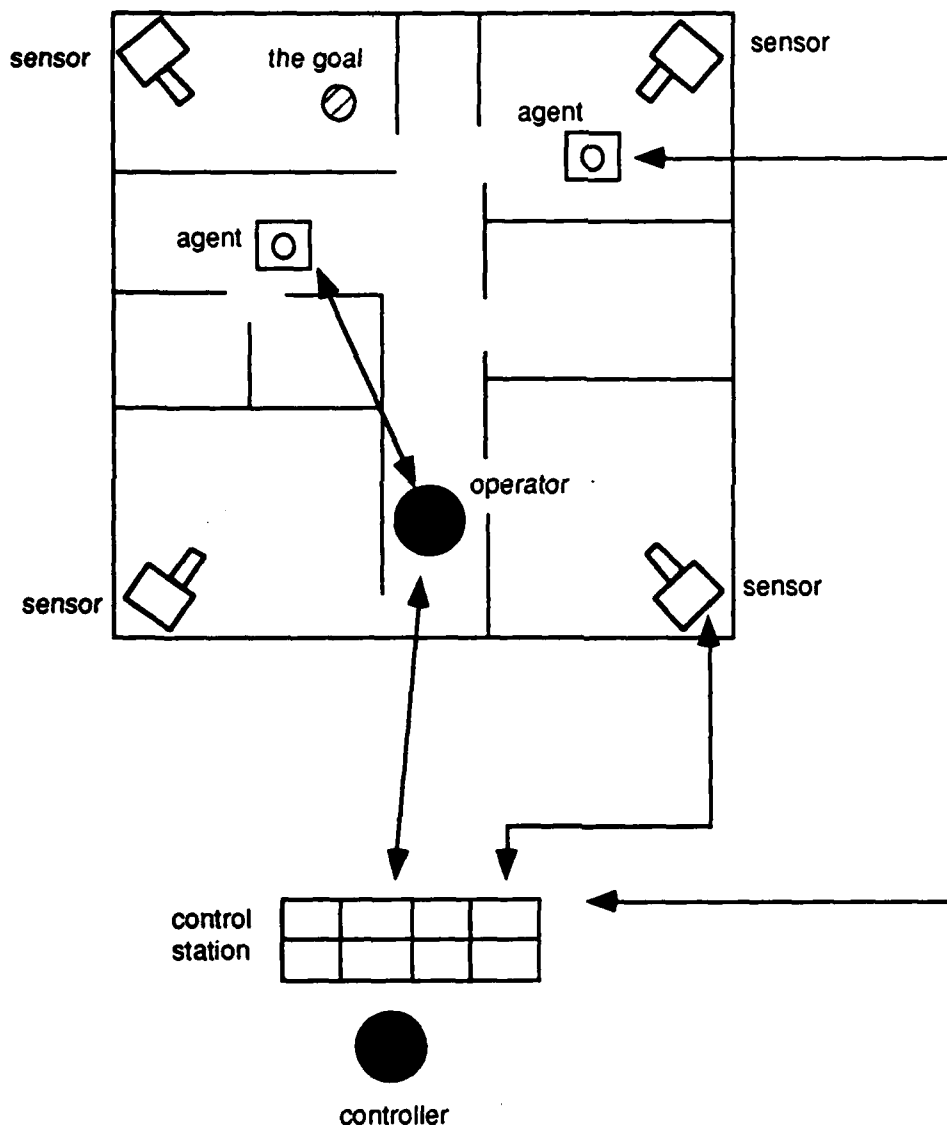 sensor
the goal
sensor
agent
agent
operator
sensor
sensor
control
station
controller